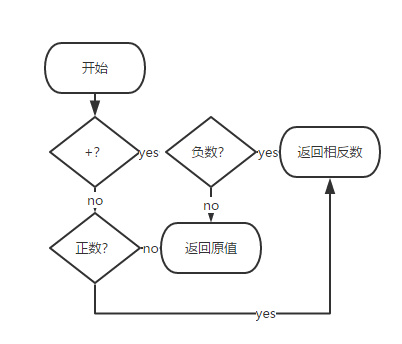 开始
+?
yes
负数?
yes
返回相反数
no
no
正数?
no
返回原值
yes